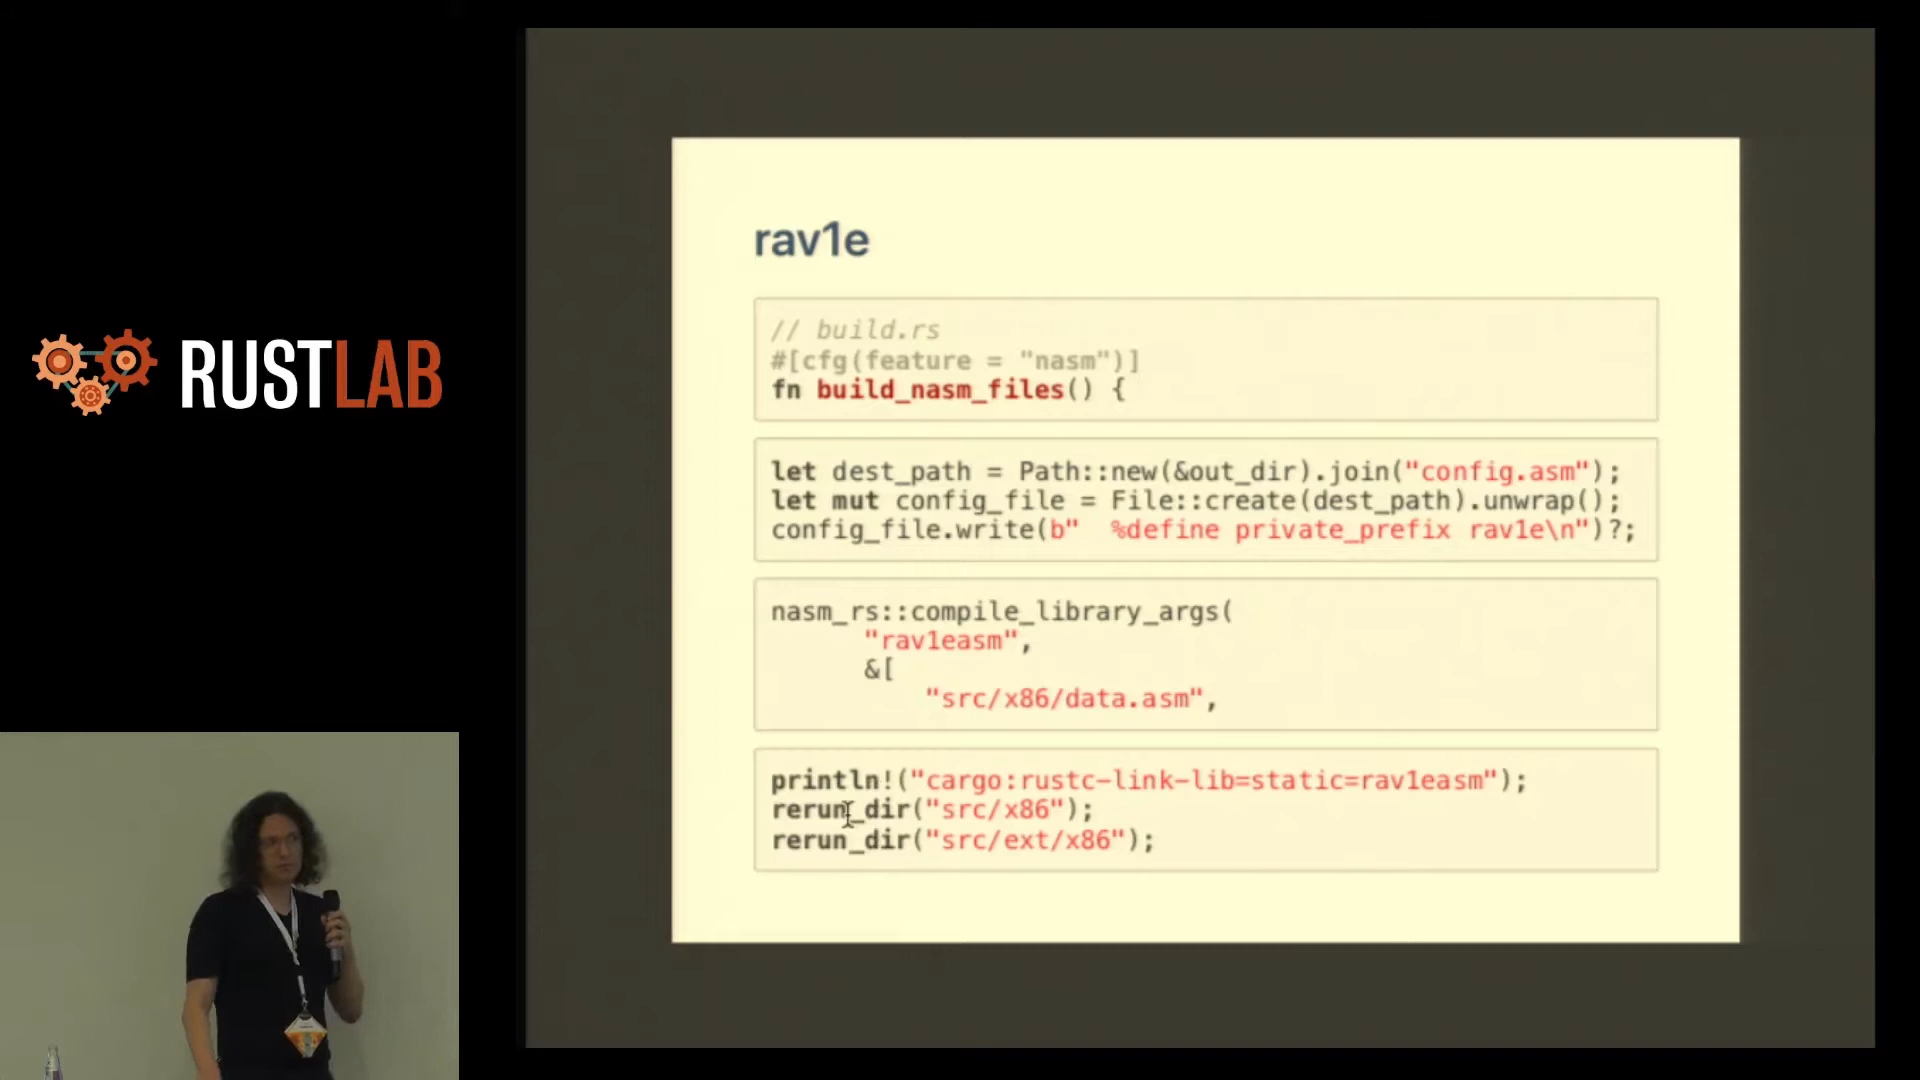 RUSTLAB
rav1e
// build.rs
#[cfg(feature = "nasm")]
fn build_nasm_files() {
let dest_path = Path::new(&out_dir).join("config.asm");
let mut config_file = File::create(dest_path).unwrap();
config_file.write(b"  %define private_prefix rav1e\n")?;
nasm_rs::compile_library_args(
      "rav1easm",
      &[
          "src/x86/data.asm",
println!("cargo:rustc-link-lib=static=rav1easm");
rerun_dir("src/x86");
rerun_dir("src/ext/x86");